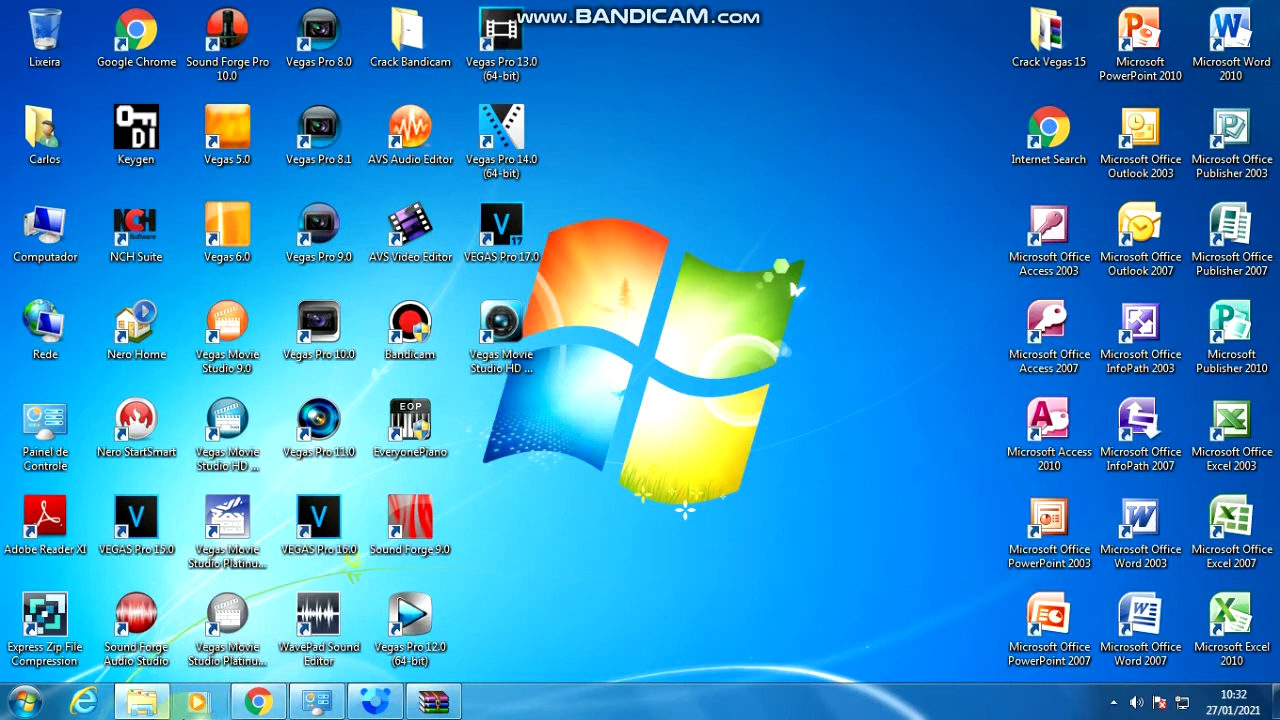 www.BANDICAM.com
Lixeira
Google Chrome
Sound Forge Pro
10.0
Vegas Pro 8.0
Crack Bandicam
Vegas Pro 13.0
(64-bit)
Crack Vegas 15
Microsoft
PowerPoint 2010
Microsoft Word
2010
Carlos
Keygen
Vegas 5.0
Vegas Pro 8.1
AVS Audio Editor
Vegas Pro 14.0
(64-bit)
Internet Search
Microsoft Office
Outlook 2003
Microsoft Office
Publisher 2003
Computador
NCH Suite
Vegas 6.0
Vegas Pro 9.0
AVS Video Editor
VEGAS Pro 17.0
Microsoft Office
Access 2003
Microsoft Office
Outlook 2007
Microsoft Office
Publisher 2007
Rede
Nero Home
Vegas Movie
Studio 9.0
Vegas Pro 10.0
Bandicam
Vegas Movie
Studio HD ...
Microsoft Office
Access 2007
Microsoft Office
InfoPath 2003
Microsoft
Publisher 2010
EOP
Painel de
Controle
Nero StartSmart
Vegas Movie
Studio HD ...
Vegas Pro 11.0
EveryonePiano
Microsoft Access
2010
Microsoft Office
InfoPath 2007
Microsoft Office
Excel 2003
Adobe Reader XI
VEGAS Pro 15.0
Vegas Movie
Studio Platinu...
VEGAS Pro 16.0
Sound Forge 9.0
Microsoft Office
PowerPoint 2003
Microsoft Office
Word 2003
Microsoft Office
Excel 2007
Express Zip File
Compression
Sound Forge
Audio Studio
Vegas Movie
Studio Platinu...
WavePad Sound
Editor
Vegas Pro 12.0
(64-bit)
Microsoft Office
PowerPoint 2007
Microsoft Office
Word 2007
Microsoft Excel
2010
10:32
27/01/2021